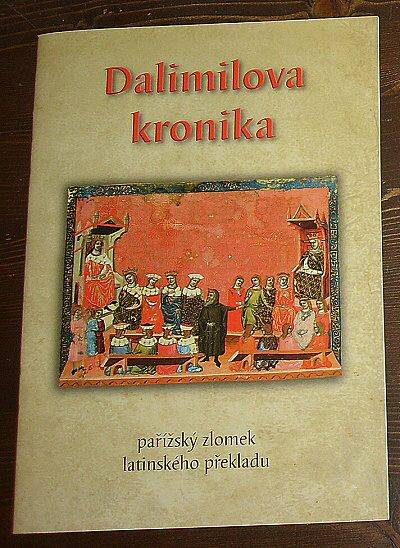 Dalimilova
kronika
pařížský zlomek
latinského překladu